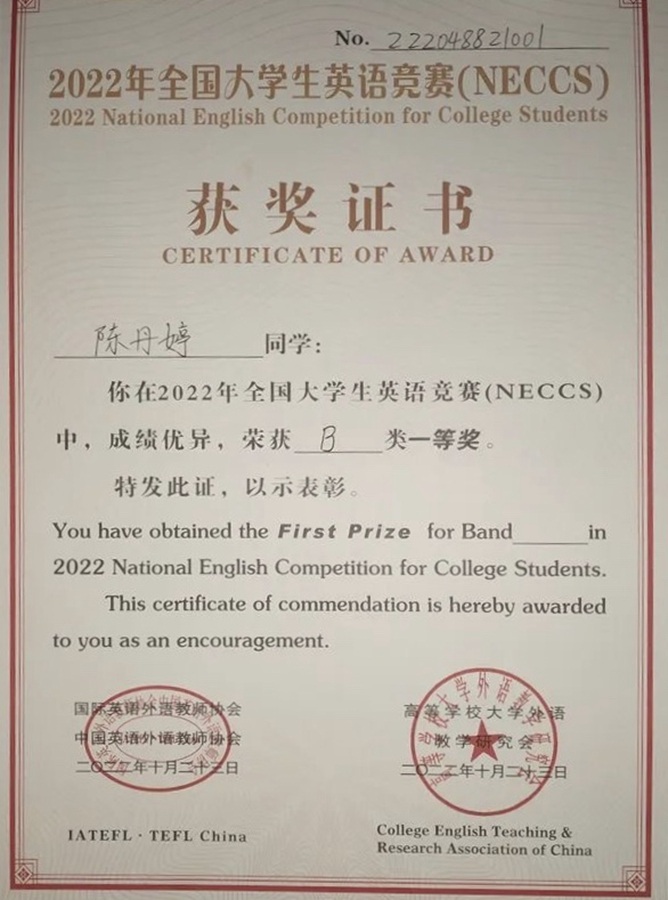 No. 222048821001
2022年全国大学生英语竞赛(NECCS)
2022 National English Competition for College Students
获奖证书
CERTIFICATE OF AWARD
陈丹婷同学:
你在2022年全国大学生英语竞赛(NECCS)
中，成绩优异，荣获 B 类一等奖。
特发此证，以示表彰。
You have obtained the First Prize for Band______in
2022 National English Competition for College Students.
This certificate of commendation is hereby awarded
to you as an encouragement.
国际英语外语教师协会
中国英语外语教师协会
二〇二二年十月二十三日
IATEFL · TEFL China
高等学校大学外语
教学研究会
二〇二二年十月二十三日
College English Teaching &
Research Association of China